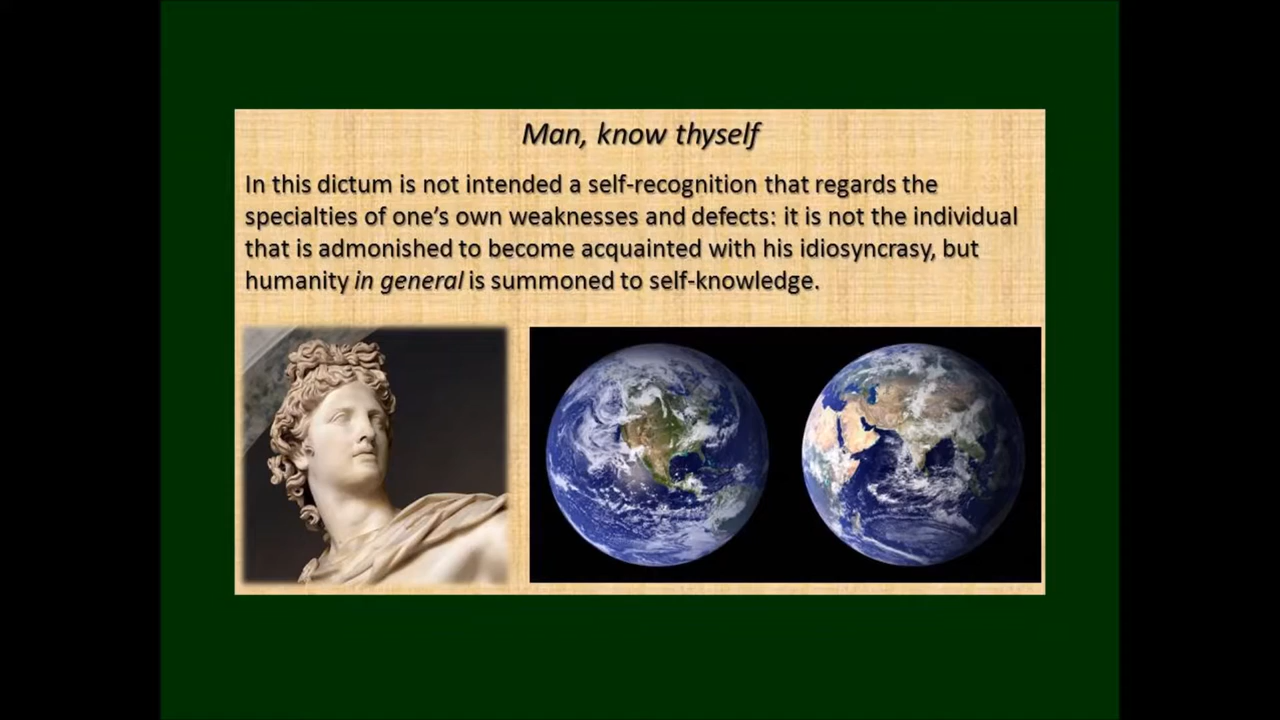 Man, know thyself
In this dictum is not intended a self-recognition that regards the
specialties of one's own weaknesses and defects: it is not the individual
that is admonished to become acquainted with his idiosyncrasy, but
humanity in general is summoned to self-knowledge.